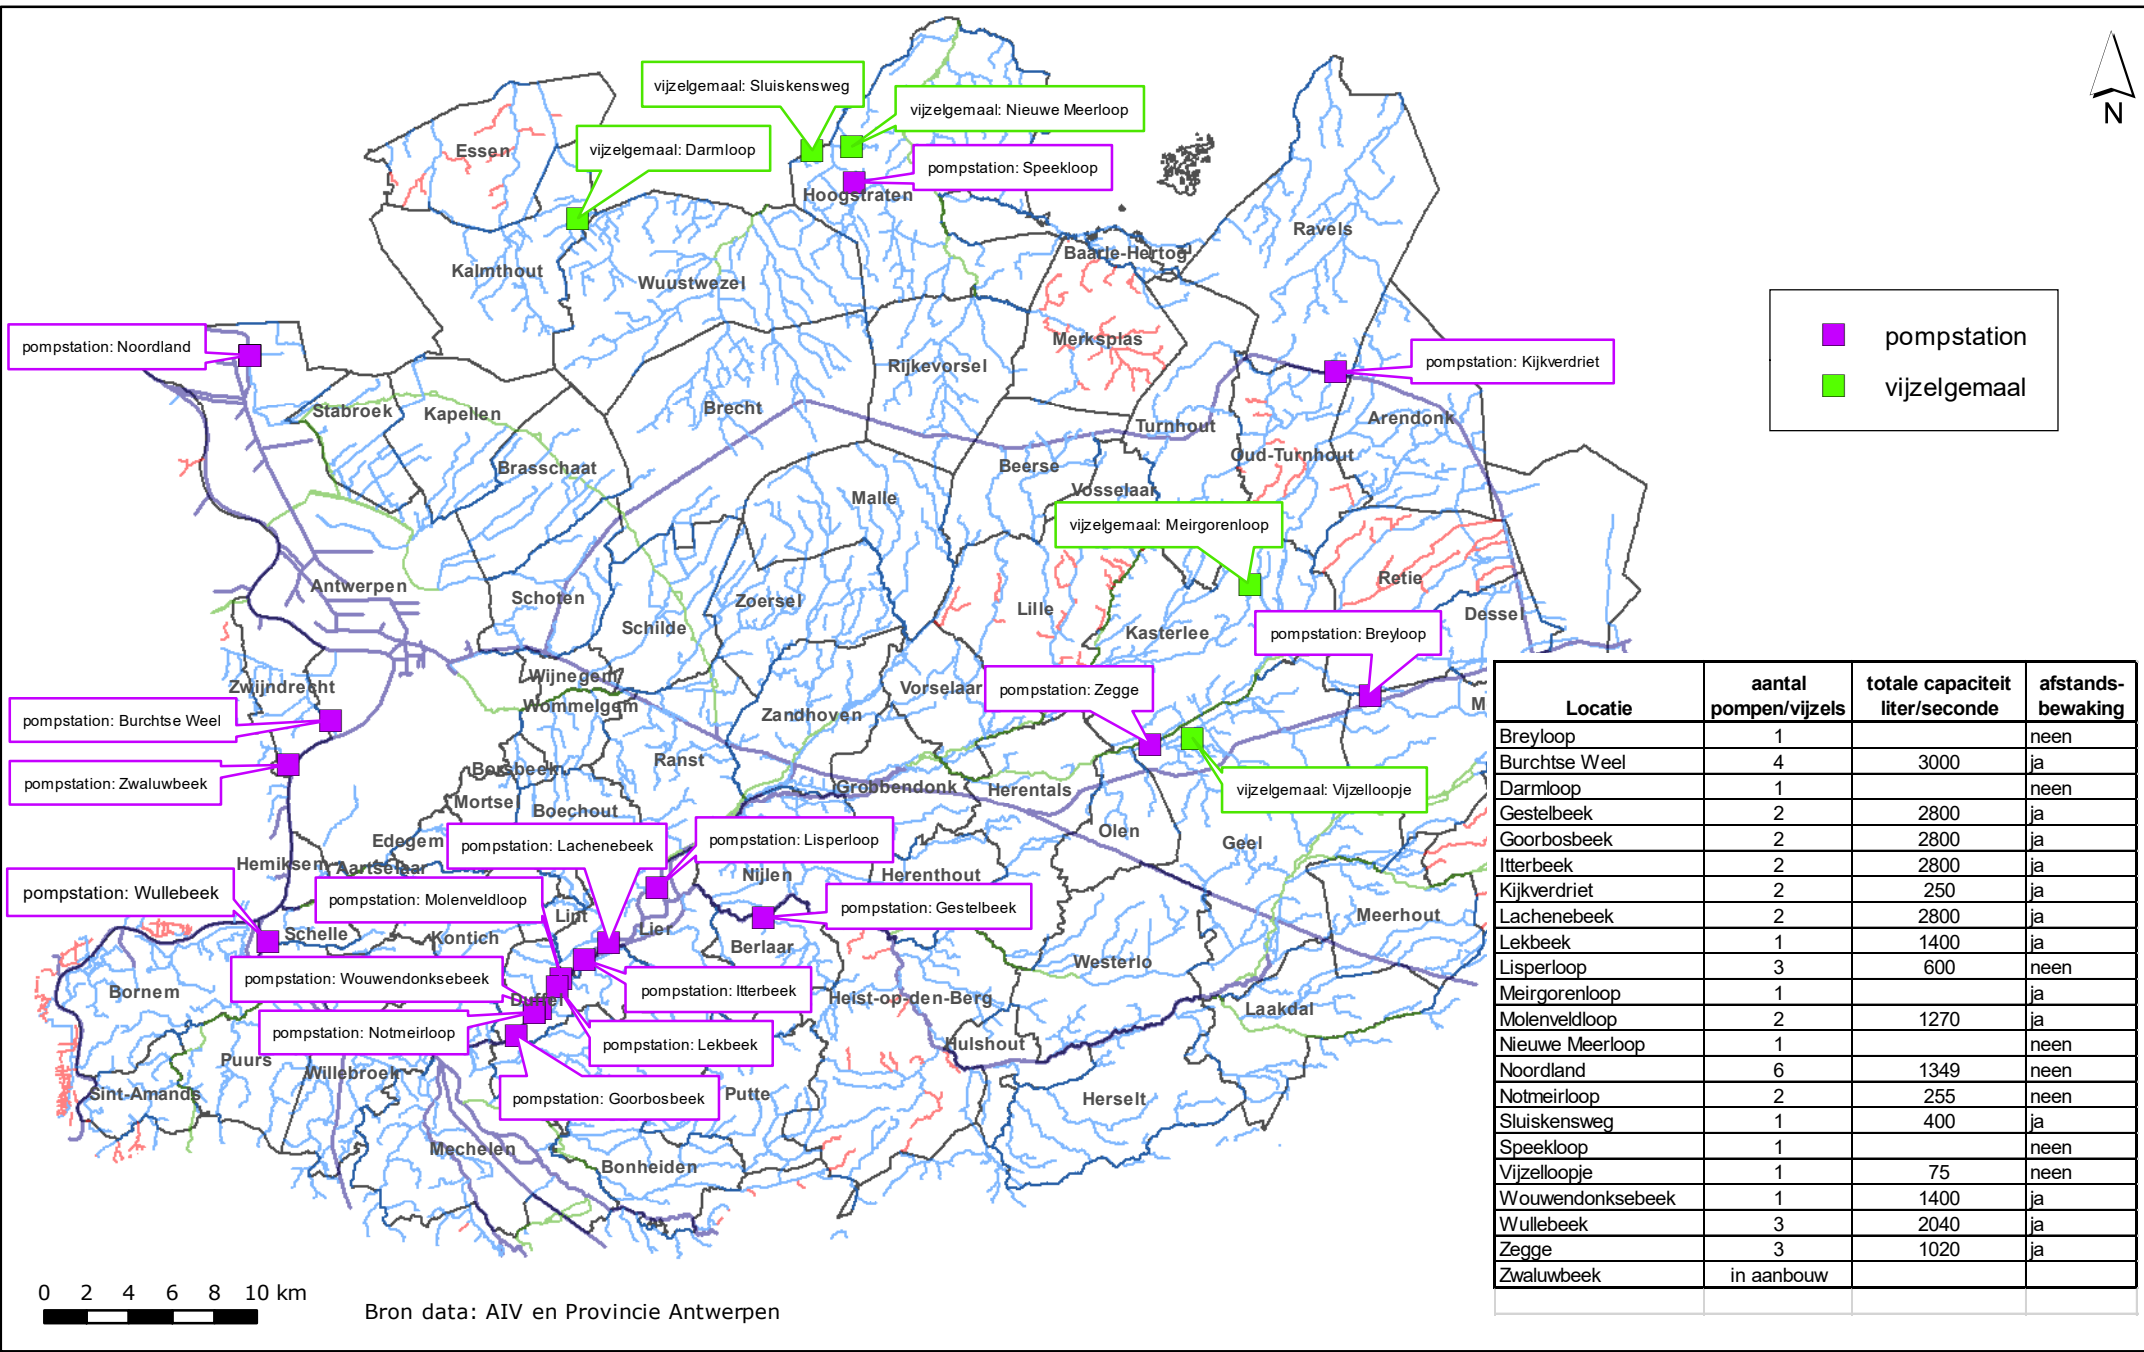 vijzelgemaal: Sluiskensweg
vijzelgemaal: Nieuwe Meerloop
vijzelgemaal: Darmloop
pompstation: Speekloop
Essen
Hoogstraten
Ravels
Baarle-Hertog
Kalmthout
Wuustwezel
N
pompstation: Noordland
Merksplas
Rijkevorsel
pompstation: Kijkverdriet
pompstation
vijzelgemaal
Stabroek
Kapellen
Brecht
Turnhout
Arendonk
Oud-Turnhout
Brasschaat
Beerse
Malle
Vosselaar
vijzelgemaal: Meirgorenloop
Antwerpen
Schoten
Zoersel
Lille
Retie
Schilde
Kasterlee
Dessel
pompstation: Breyloop
Zwijndrecht
Wijnegem
Wommelgem
Vorselaar
pompstation: Zegge
M
pompstation: Burchtse Weel
Zandhoven
pompstation: Zwaluwbeek
Borsbeek
Ranst
Mortsel
Boechout
Grobbendonk
Herentals
vijzelgemaal: Vijzelloopje
Edegem
pompstation: Lachenebeek
pompstation: Lisperloop
Olen
Geel
Hemiksem
Aartselaar
Nijlen
Herenthout
pompstation: Wullebeek
pompstation: Molenveldloop
pompstation: Gestelbeek
Lint
Lier
Meerhout
Schelle
Kontich
Berlaar
Westerlo
pompstation: Wouwendonksebeek
pompstation: Itterbeek
Bornem
Duffel
Heist-op-den-Berg
Laakdal
pompstation: Notmeirloop
pompstation: Lekbeek
Puurs
Willebroek
Hulshout
Sint-Amands
pompstation: Goorbosbeek
Putte
Herselt
Mechelen
Bonheiden
Locatie aantal pompen/vijzels totale capaciteit liter/seconde afstands-bewaking
Breyloop 1 neen
Burchtse Weel 4 3000 ja
Darmloop 1 neen
Gestelbeek 2 2800 ja
Goorbosbeek 2 2800 ja
Itterbeek 2 2800 ja
Kijkverdriet 2 250 ja
Lachenebeek 2 2800 ja
Lekbeek 1 1400 ja
Lisperloop 3 600 neen
Meirgorenloop 1 ja
Molenveldloop 2 1270 ja
Nieuwe Meerloop 1 neen
Noordland 6 1349 neen
Notmeirloop 2 255 neen
Sluiskensweg 1 400 ja
Speekloop 1 neen
Vijzelloopje 1 75 neen
Wouwendonksebeek 1 1400 ja
Wullebeek 3 2040 ja
Zegge 3 1020 ja
Zwaluwbeek in aanbouw
0 2 4 6 8 10 km
Bron data: AIV en Provincie Antwerpen